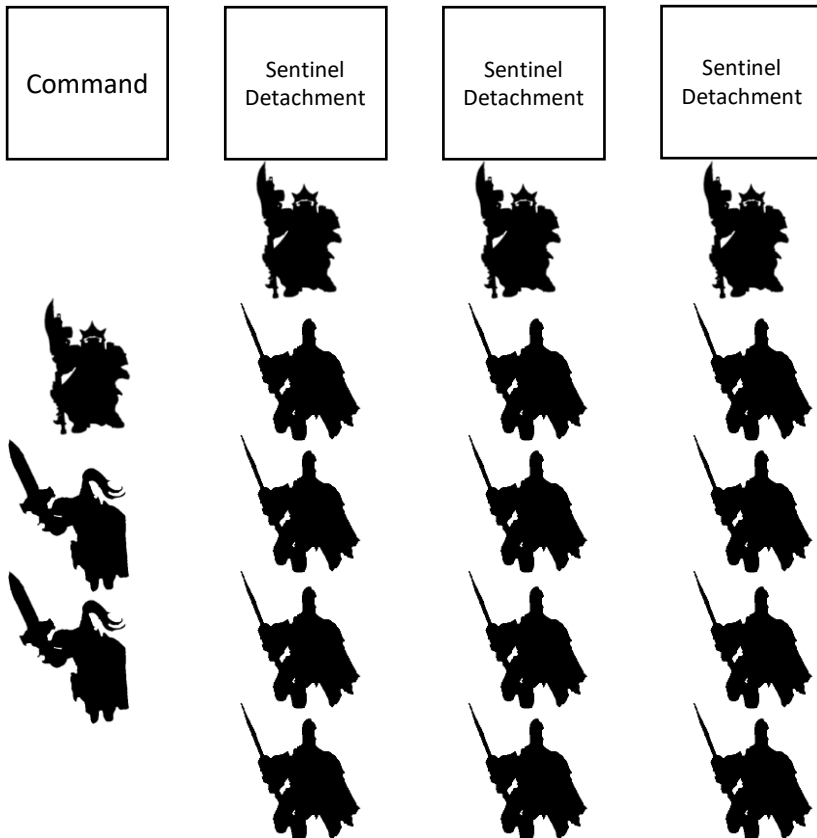 Command
Sentinel
Detachment
Sentinel
Detachment
Sentinel
Detachment